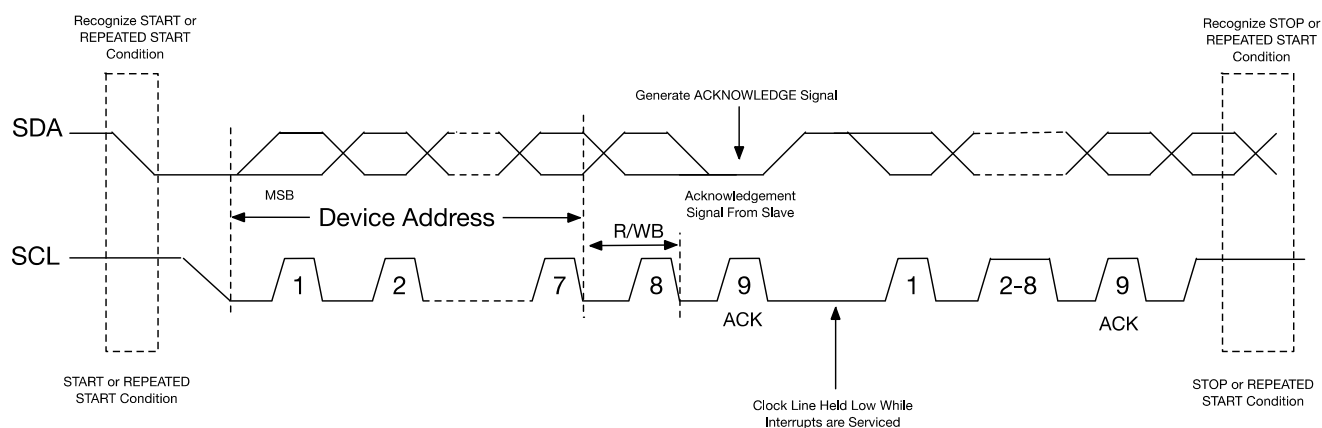 Recognize START or
REPEATED START
Condition
Recognize STOP or
REPEATED START
Condition
Generate ACKNOWLEDGE Signal
SDA
MSB
Acknowledgement
Signal From Slave
Device Address
R/WB
SCL
1
2
7
8
9
1
2-8
9
ACK
ACK
START or REPEATED
START Condition
STOP or REPEATED
START Condition
Clock Line Held Low While
Interrupts are Serviced